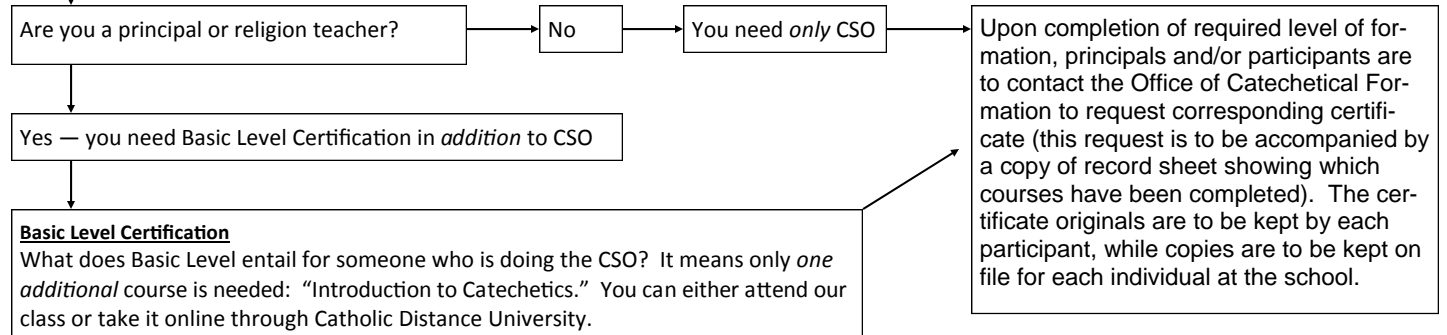 Are you a principal or religion teacher?
No
You need only CSO
Yes — you need Basic Level Certification in addition to CSO
Basic Level Certification
What does Basic Level entail for someone who is doing the CSO?  It means only one
additional course is needed:  “Introduction to Catechetics.”  You can either attend our
class or take it online through Catholic Distance University.
Upon completion of required level of for-
mation, principals and/or participants are
to contact the Office of Catechetical For-
mation to request corresponding certifi-
cate (this request is to be accompanied by
a copy of record sheet showing which
courses have been completed).  The cer-
tificate originals are to be kept by each
participant, while copies are to be kept on
file for each individual at the school.